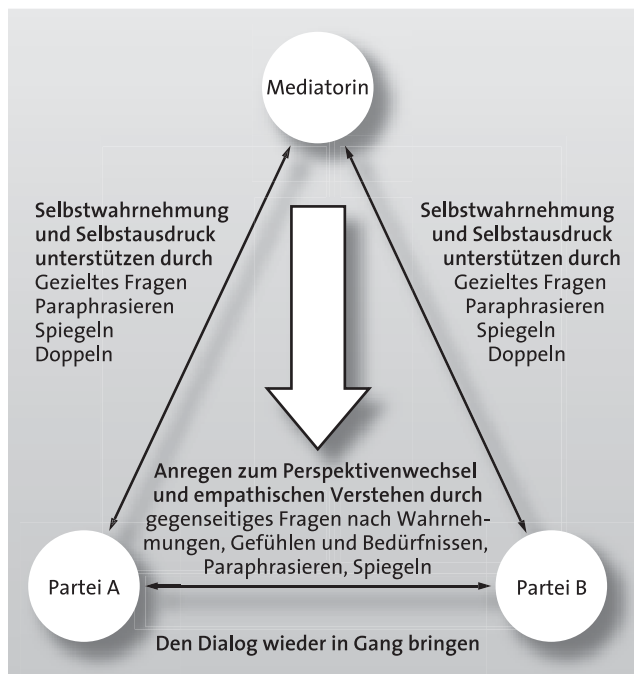 Mediatorin
Selbstwahrnehmung
und Selbstausdruck
unterstützen durch
Gezieltes Fragen
Paraphrasieren
Spiegeln
Doppeln
Selbstwahrnehmung
und Selbstausdruck
unterstützen durch
Gezieltes Fragen
Paraphrasieren
Spiegeln
Doppeln
Anregen zum Perspektivenwechsel
und empathischen Verstehen durch
gegenseitiges Fragen nach Wahrneh-
mungen, Gefühlen und Bedürfnissen,
Paraphrasieren, Spiegeln
Partei A
Partei B
Den Dialog wieder in Gang bringen